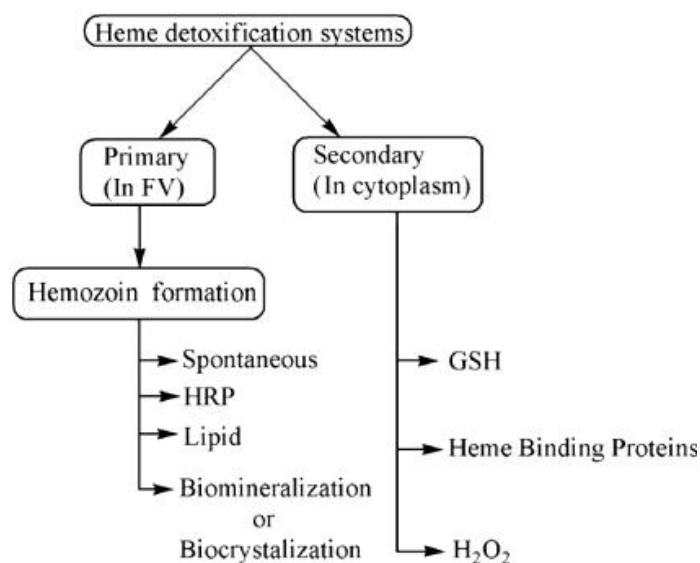 Heme detoxification systems
Primary
(In FV)
Secondary
(In cytoplasm)
Hemozoin formation
Spontaneous
HRP
Lipid
Biomineralization
or
Biocrystalization
GSH
Heme Binding Proteins
H₂O₂